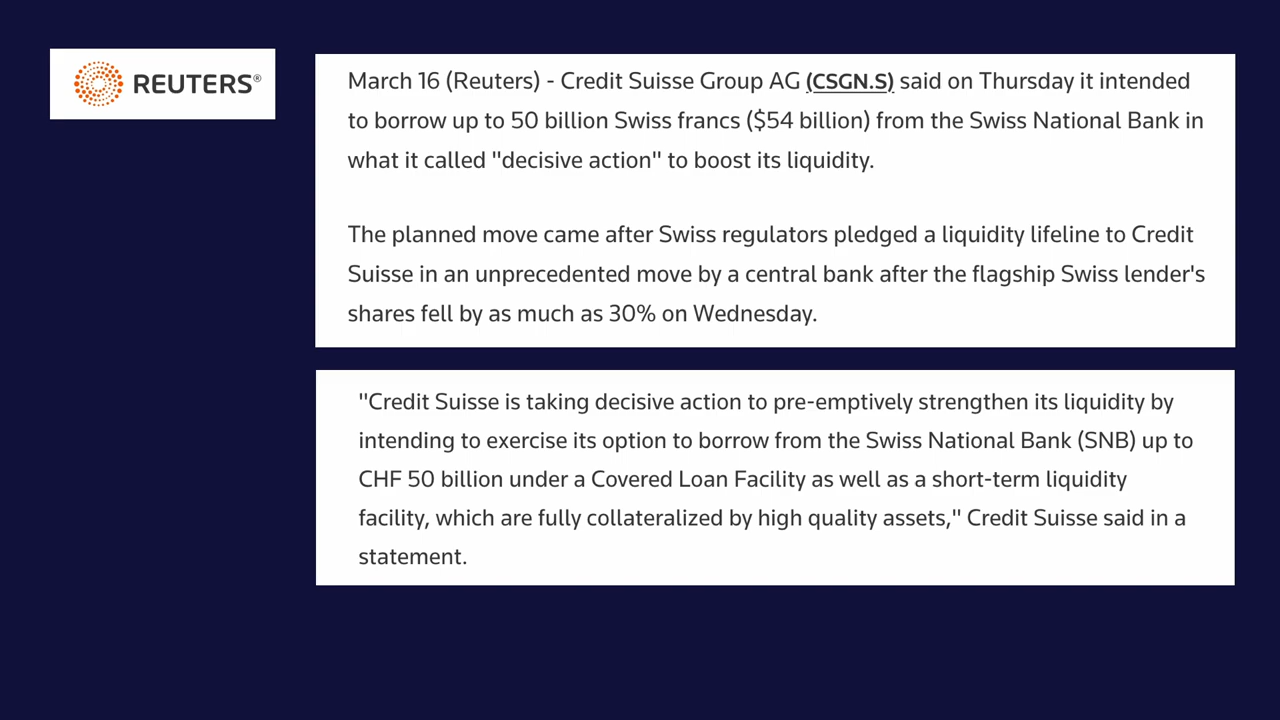 REUTERS®
March 16 (Reuters) - Credit Suisse Group AG (CSGN.S) said on Thursday it intended
to borrow up to 50 billion Swiss francs ($54 billion) from the Swiss National Bank in
what it called "decisive action" to boost its liquidity.
The planned move came after Swiss regulators pledged a liquidity lifeline to Credit
Suisse in an unprecedented move by a central bank after the flagship Swiss lender's
shares fell by as much as 30% on Wednesday.
"Credit Suisse is taking decisive action to pre-emptively strengthen its liquidity by
intending to exercise its option to borrow from the Swiss National Bank (SNB) up to
CHF 50 billion under a Covered Loan Facility as well as a short-term liquidity
facility, which are fully collateralized by high quality assets," Credit Suisse said in a
statement.